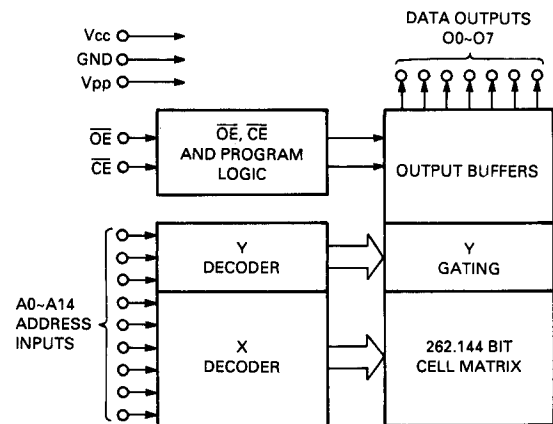 DATA OUTPUTS
O0~O7
Vcc
GND
Vpp
OE
CE
OE, CE
AND PROGRAM
LOGIC
OUTPUT BUFFERS
Y
DECODER
Y
GATING
A0~A14
ADDRESS
INPUTS
X
DECODER
262.144 BIT
CELL MATRIX